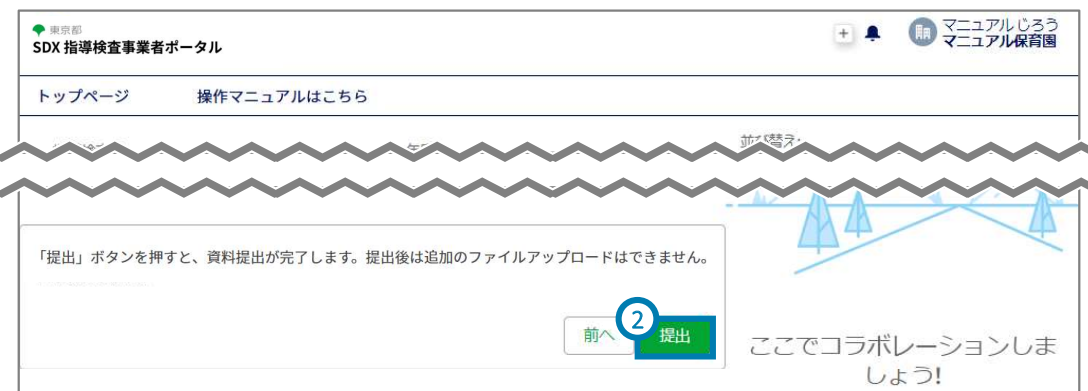 東京都
SDX 指導検査事業者ポータル
+
マニュアル じろう
マニュアル保育園
トップページ 操作マニュアルはこちら
並び替え:
「提出」ボタンを押すと、資料提出が完了します。提出後は追加のファイルアップロードはできません。
2
前へ 提出
ここでコラボレーションしま
しょう!